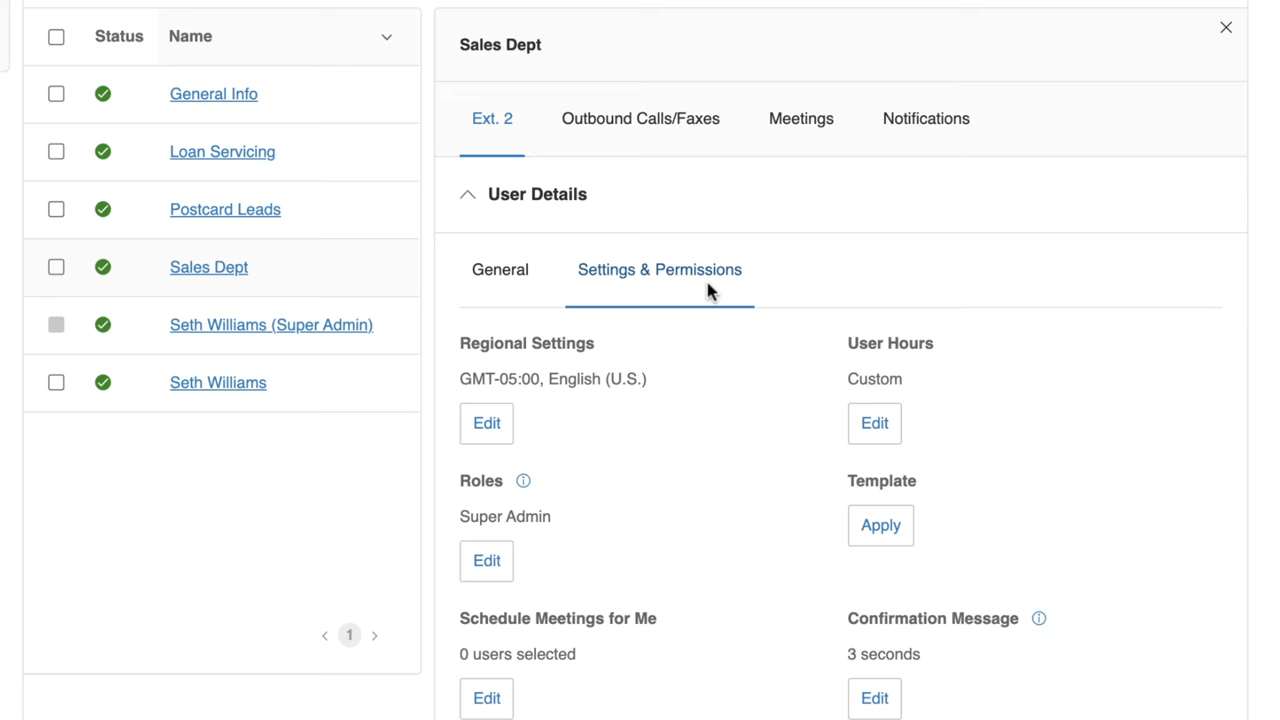 Status Name
General Info
Loan Servicing
Postcard Leads
Sales Dept
Seth Williams (Super Admin)
Seth Williams
1
Sales Dept
Ext. 2 Outbound Calls/Faxes Meetings Notifications
User Details
General Settings & Permissions
Regional Settings
GMT-05:00, English (U.S.)
Edit
User Hours
Custom
Edit
Roles
Super Admin
Edit
Template
Apply
Schedule Meetings for Me
0 users selected
Edit
Confirmation Message
3 seconds
Edit